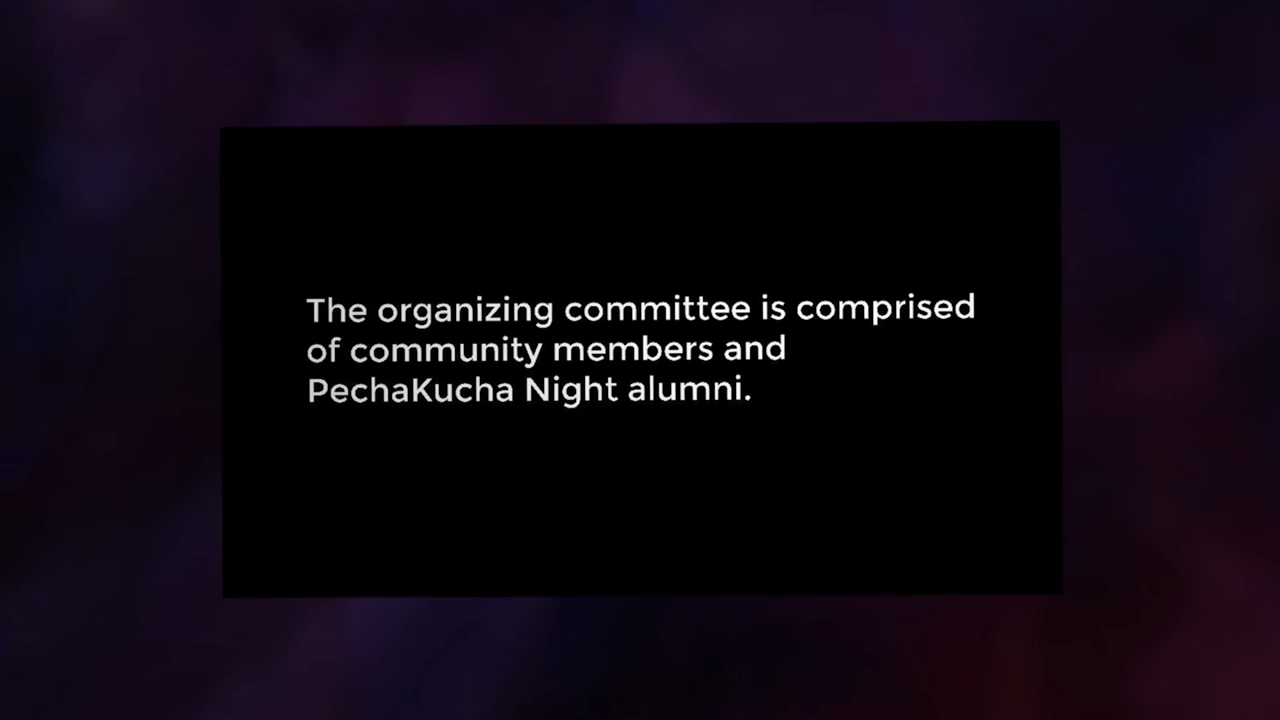 The organizing committee is comprised
of community members and
PechaKucha Night alumni.